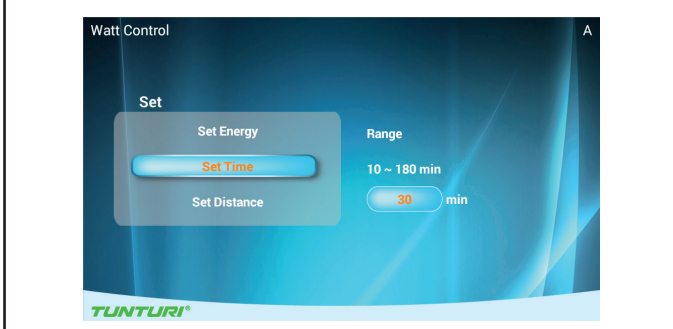 Watt Control
A
Set
Set Energy
Set Time
Set Distance
Range
10 ~ 180 min
30 min
TUNTURI®